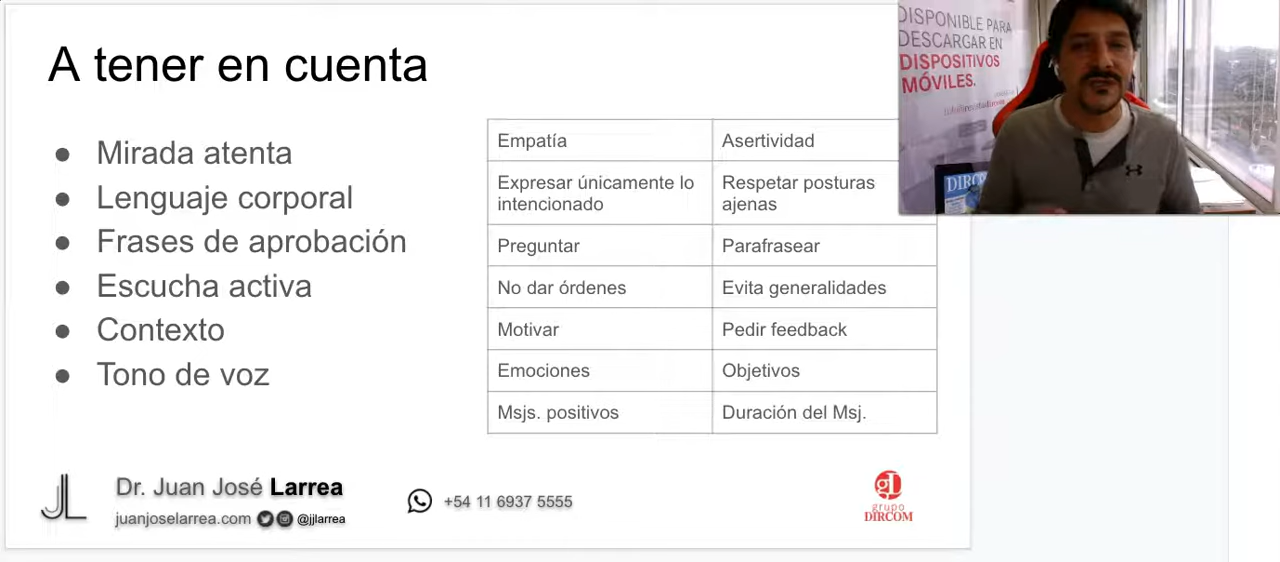 A tener en cuenta
● Mirada atenta
● Lenguaje corporal
● Frases de aprobación
● Escucha activa
● Contexto
● Tono de voz
Empatía
Asertividad
Expresar únicamente lo
intencionado
Respetar posturas
ajenas
Preguntar
Parafrasear
No dar órdenes
Evita generalidades
Motivar
Pedir feedback
Emociones
Objetivos
Msjs. positivos
Duración del Msj.
JL
Dr. Juan José Larrea
juanjoselarrea.com @jjlarrea
+54 11 6937 5555
gL
grupo
DIRCOM
DISPONIBLE PARA
DESCARGAR EN
DISPOSITIVOS
MÓVILES.
DIRCO